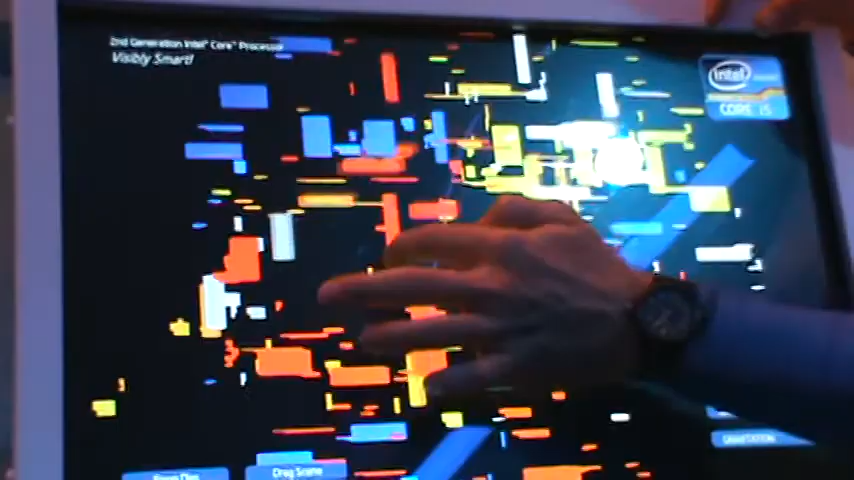 2nd Generation Intel® Core™ Processor
Visibly Smart!
intel
CORE i5
Drag Scene